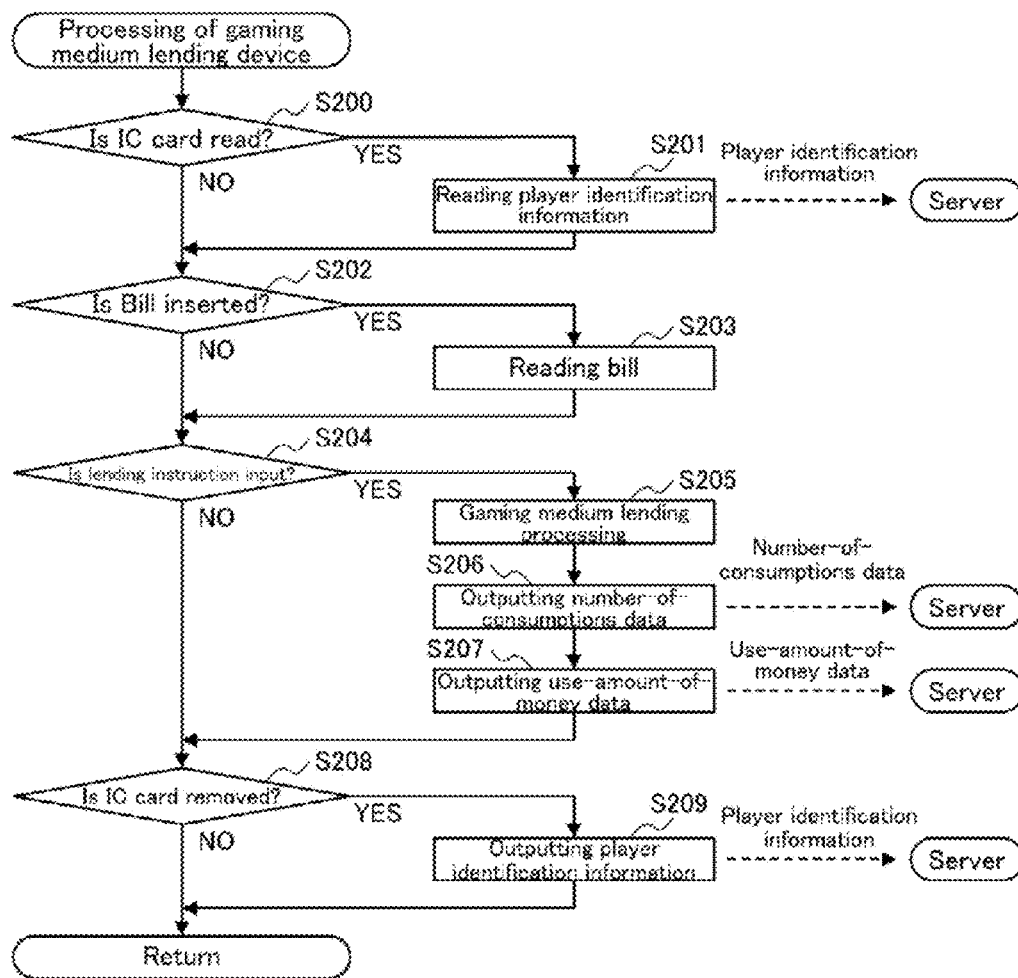 Processing of gaming
medium lending device
S200
Is IC card read?
YES
NO
S201
Reading player identification
information
Player identification
information
Server
S202
Is Bill inserted?
YES
NO
S203
Reading bill
S204
Is lending instruction input?
YES
NO
S205
Gaming medium lending
processing
S206
Outputting number-of-
consumptions data
Number-of-
consumptions data
Server
S207
Outputting use-amount-of-
money data
Use-amount-of-
money data
Server
S208
Is IC card removed?
YES
NO
S209
Outputting player
identification information
Player identification
information
Server
Return